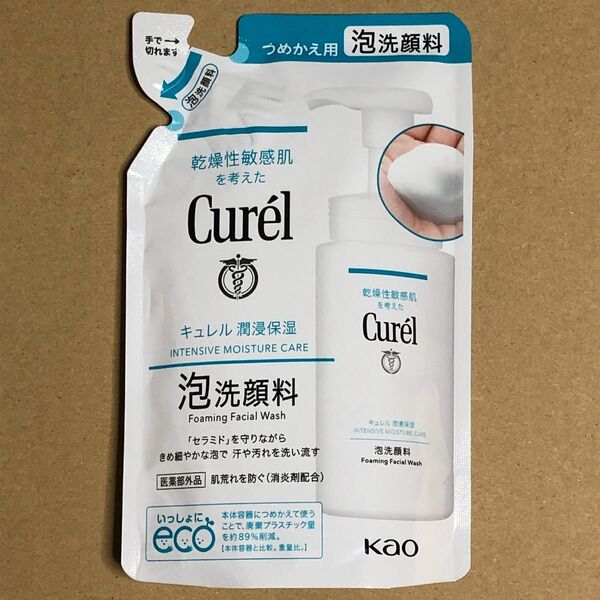 手で→
切れます
泡洗顔料
つめかえ用 泡洗顔料
乾燥性敏感肌
を考えた
Curél
キュレル 潤浸保湿
INTENSIVE MOISTURE CARE
泡洗顔料
Foaming Facial Wash
「セラミド」を守りながら
きめ細やかな泡で 汗や汚れを洗い流す
医薬部外品 肌荒れを防ぐ(消炎剤配合)
いっしょに
eco
本体容器につめかえて使う
ことで、廃棄プラスチック量
を約89%削減。
【本体容器と比較。重量比。】
乾燥性敏感肌
を考えた
Curél
キュレル 潤浸保湿
INTENSIVE MOISTURE CARE
泡洗顔料
Foaming Facial Wash
Kao